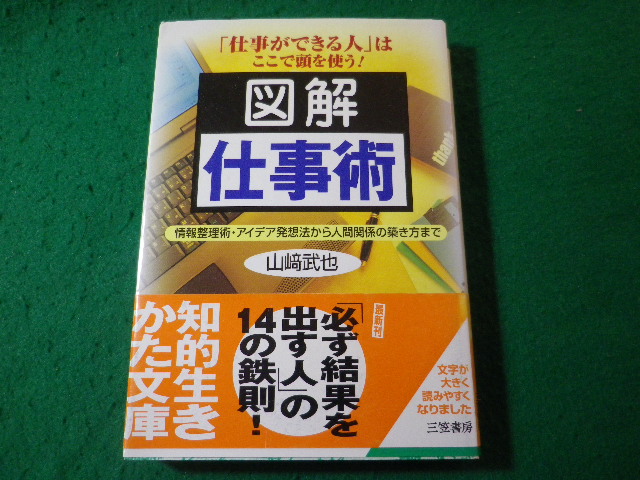 「仕事ができる人」は
ここで頭を使う!
図解
仕事術
thank
情報整理術・アイデア発想法から人間関係の築き方まで
山﨑武也
最新刊
「必ず結果を
出す人」の
14の鉄則!
知的生き
かた文庫
文字が
大きく
読みやすく
なりました
三笠書房